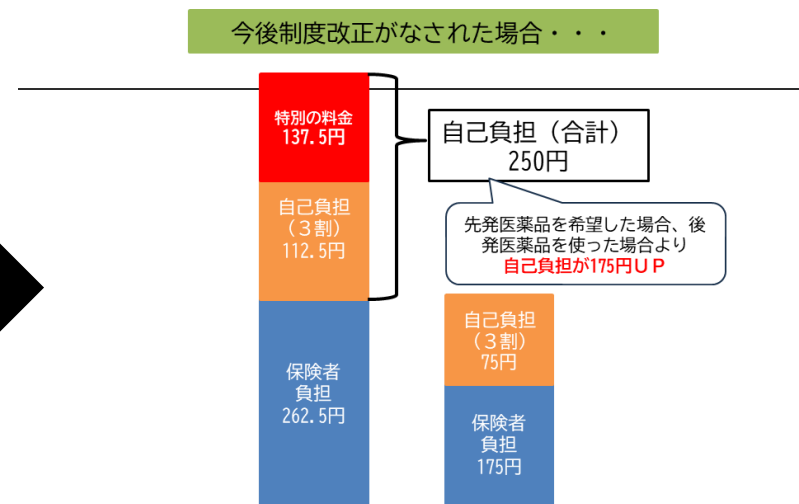 今後制度改正がなされた場合・・・
特別の料金
137.5円
自己負担
（３割）
112.5円
保険者
負担
262.5円
自己負担（合計）
250円
先発医薬品を希望した場合、後
発医薬品を使った場合より
自己負担が175円ＵＰ
自己負担
（３割）
75円
保険者
負担
175円